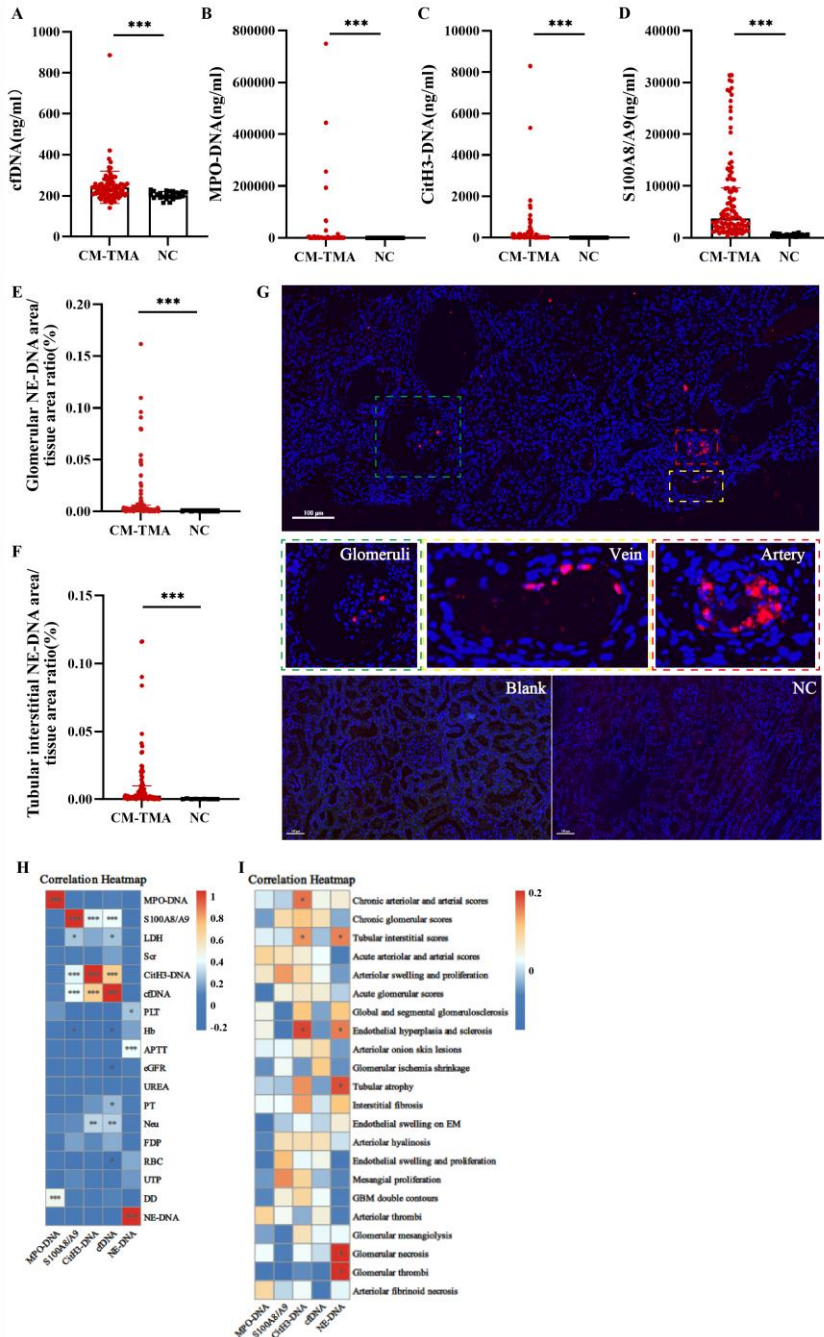 A
B
C
D
***
***
***
***
1000
800
600
400
200
0
cfDNA(ng/ml)
CM-TMA
NC
800000
600000
400000
200000
0
MPO-DNA(ng/ml)
CM-TMA
NC
10000
8000
6000
4000
2000
0
CitH3-DNA(ng/ml)
CM-TMA
NC
40000
30000
20000
10000
0
S100A8/A9(ng/ml)
CM-TMA
NC
E
***
0.20
0.15
0.10
0.05
0.00
Glomerular NE-DNA area/
tissue area ratio(%)
CM-TMA
NC
F
***
0.15
0.10
0.05
0.00
Tubular interstitial NE-DNA area/
tissue area ratio(%)
CM-TMA
NC
G
100 μm
Glomeruli
Vein
Artery
Blank
NC
H
Correlation Heatmap
MPO-DNA
S100A8/A9
LDH
Scr
CitH3-DNA
cfDNA
PLT
Hb
APTT
eGFR
UREA
PT
Neu
FDP
RBC
UTP
DD
NE-DNA
MPO-DNA
S100A8/A9
CitH3-DNA
cfDNA
NE-DNA
1
0.8
0.6
0.4
0.2
0
-0.2
I
Correlation Heatmap
Chronic arteriolar and arterial scores
Chronic glomerular scores
Tubular interstitial scores
Acute arteriolar and arterial scores
Arteriolar swelling and proliferation
Acute glomerular scores
Global and segmental glomerulosclerosis
Endothelial hyperplasia and sclerosis
Arteriolar onion skin lesions
Glomerular ischemia shrinkage
Tubular atrophy
Interstitial fibrosis
Endothelial swelling on EM
Arteriolar hyalinosis
Endothelial swelling and proliferation
Mesangial proliferation
GBM double contours
Arteriolar thrombi
Glomerular mesangiolysis
Glomerular necrosis
Glomerular thrombi
Arteriolar fibrinoid necrosis
MPO-DNA
S100A8/A9
CitH3-DNA
cfDNA
NE-DNA
0.2
0